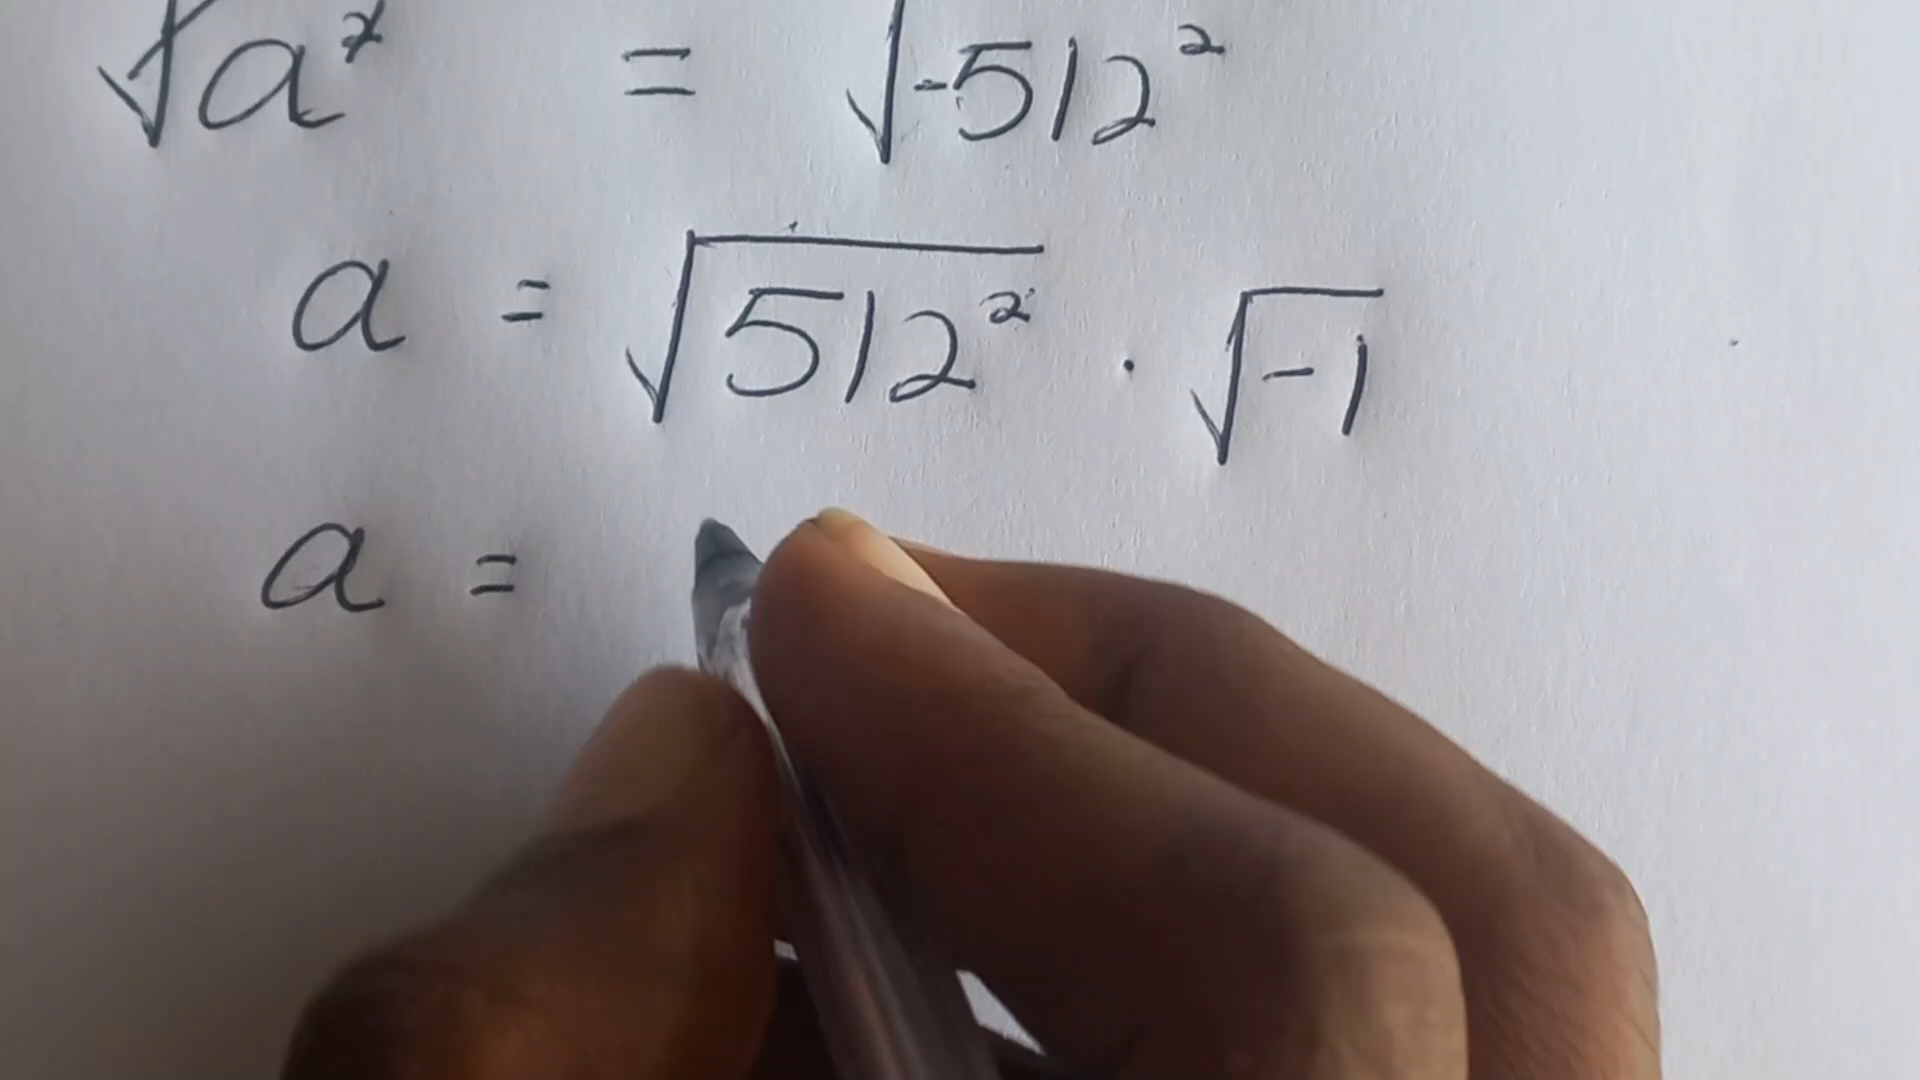 √a² = √-512²
a = √512² · √-1
a =